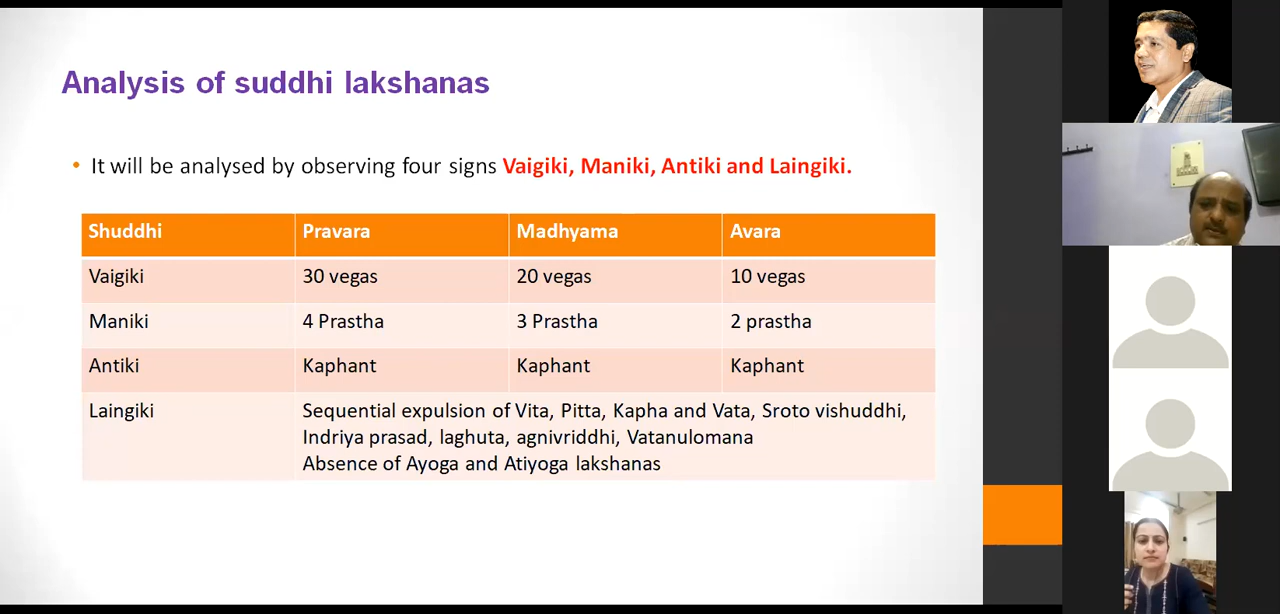 Analysis of suddhi lakshanas
• It will be analysed by observing four signs Vaigiki, Maniki, Antiki and Laingiki.
Shuddhi Pravara Madhyama Avara
Vaigiki 30 vegas 20 vegas 10 vegas
Maniki 4 Prastha 3 Prastha 2 prastha
Antiki Kaphant Kaphant Kaphant
Laingiki Sequential expulsion of Vita, Pitta, Kapha and Vata, Sroto vishuddhi,
Indriya prasad, laghuta, agnivriddhi, Vatanulomana
Absence of Ayoga and Atiyoga lakshanas